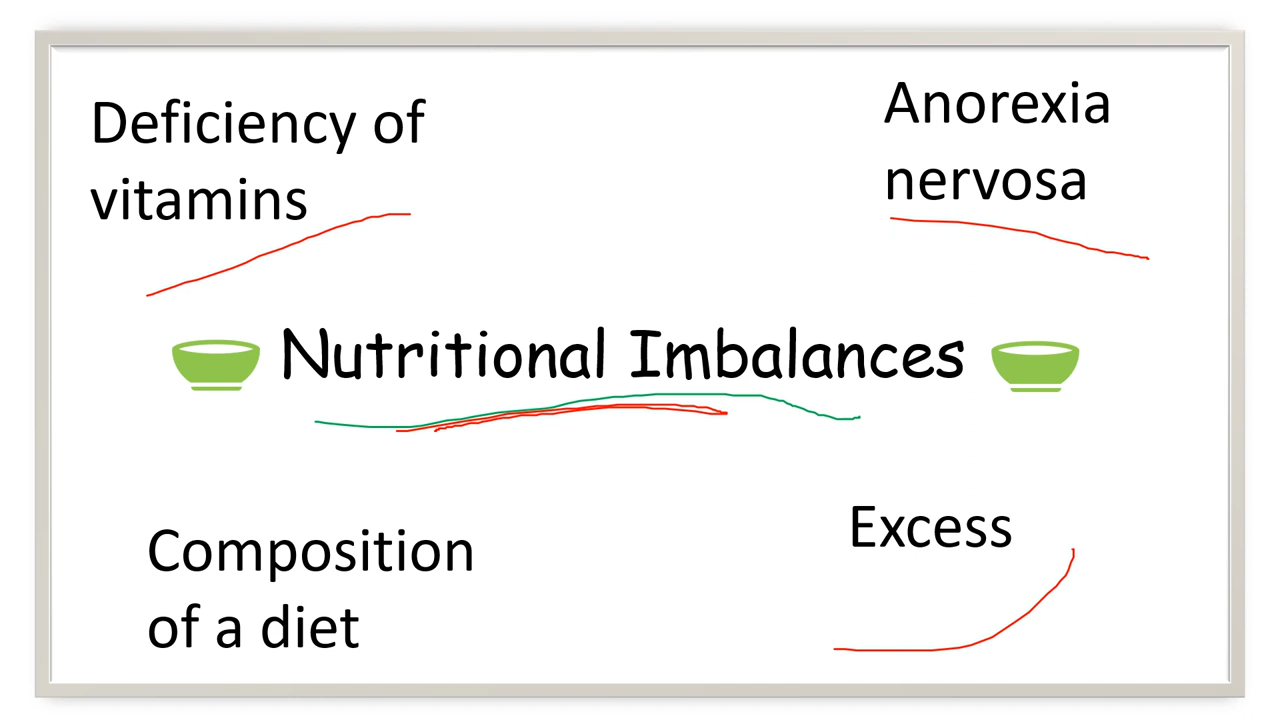 Deficiency of
vitamins
Anorexia
nervosa
Nutritional Imbalances
Composition
of a diet
Excess